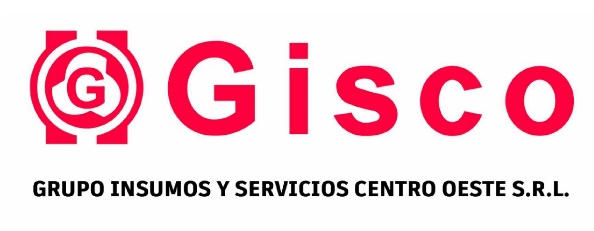 G Gisco
GRUPO INSUMOS Y SERVICIOS CENTRO OESTE S.R.L.